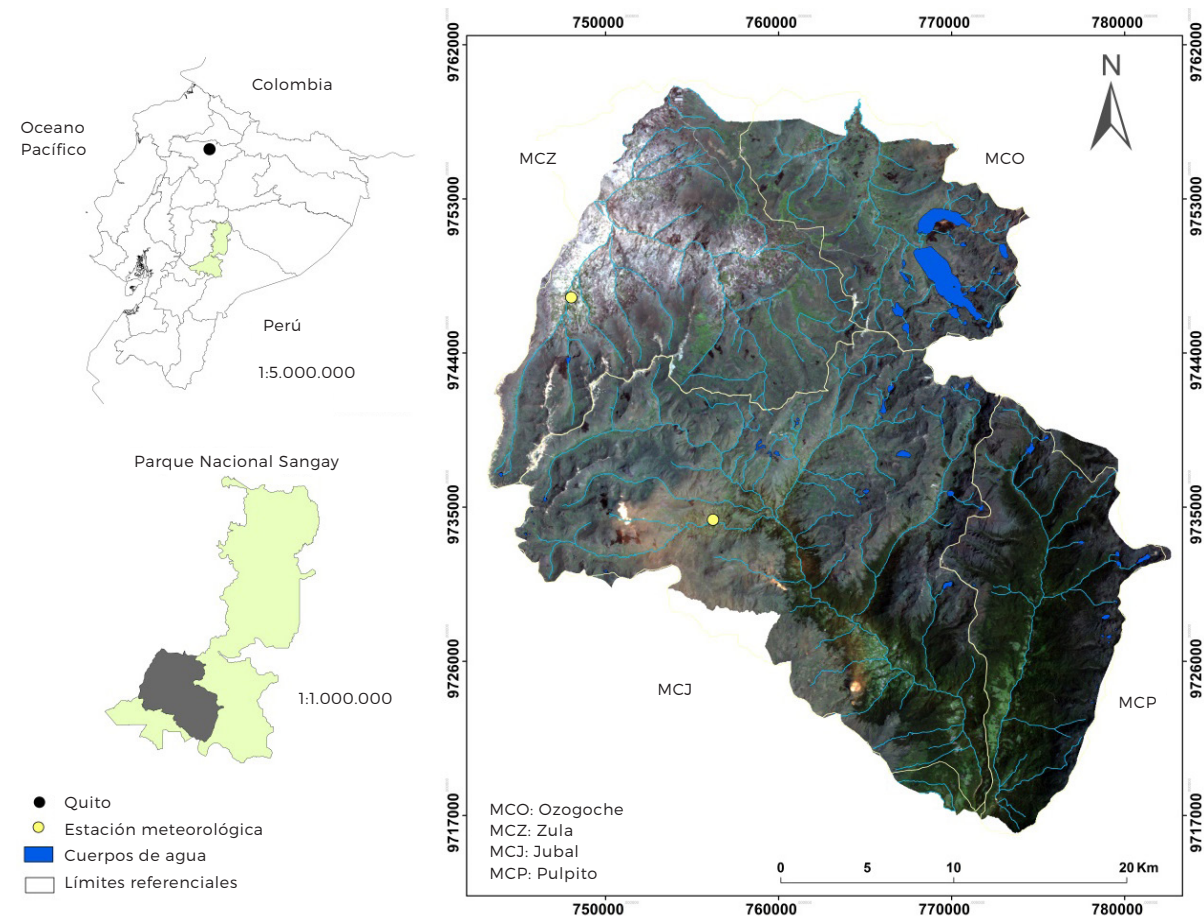 Colombia
Oceano
Pacífico
Perú
1:5.000.000
Parque Nacional Sangay
1:1.000.000
Quito
Estación meteorológica
Cuerpos de agua
Límites referenciales
750000 760000 770000 780000
N
MCZ
MCO
MCJ
MCP
9762000 9762000
9753000 9753000
9744000 9744000
9735000 9735000
9726000 9726000
9717000 9717000
MCO: Ozogoche
MCZ: Zula
MCJ: Jubal
MCP: Pulpito
0 5 10 20 Km
750000 760000 770000 780000